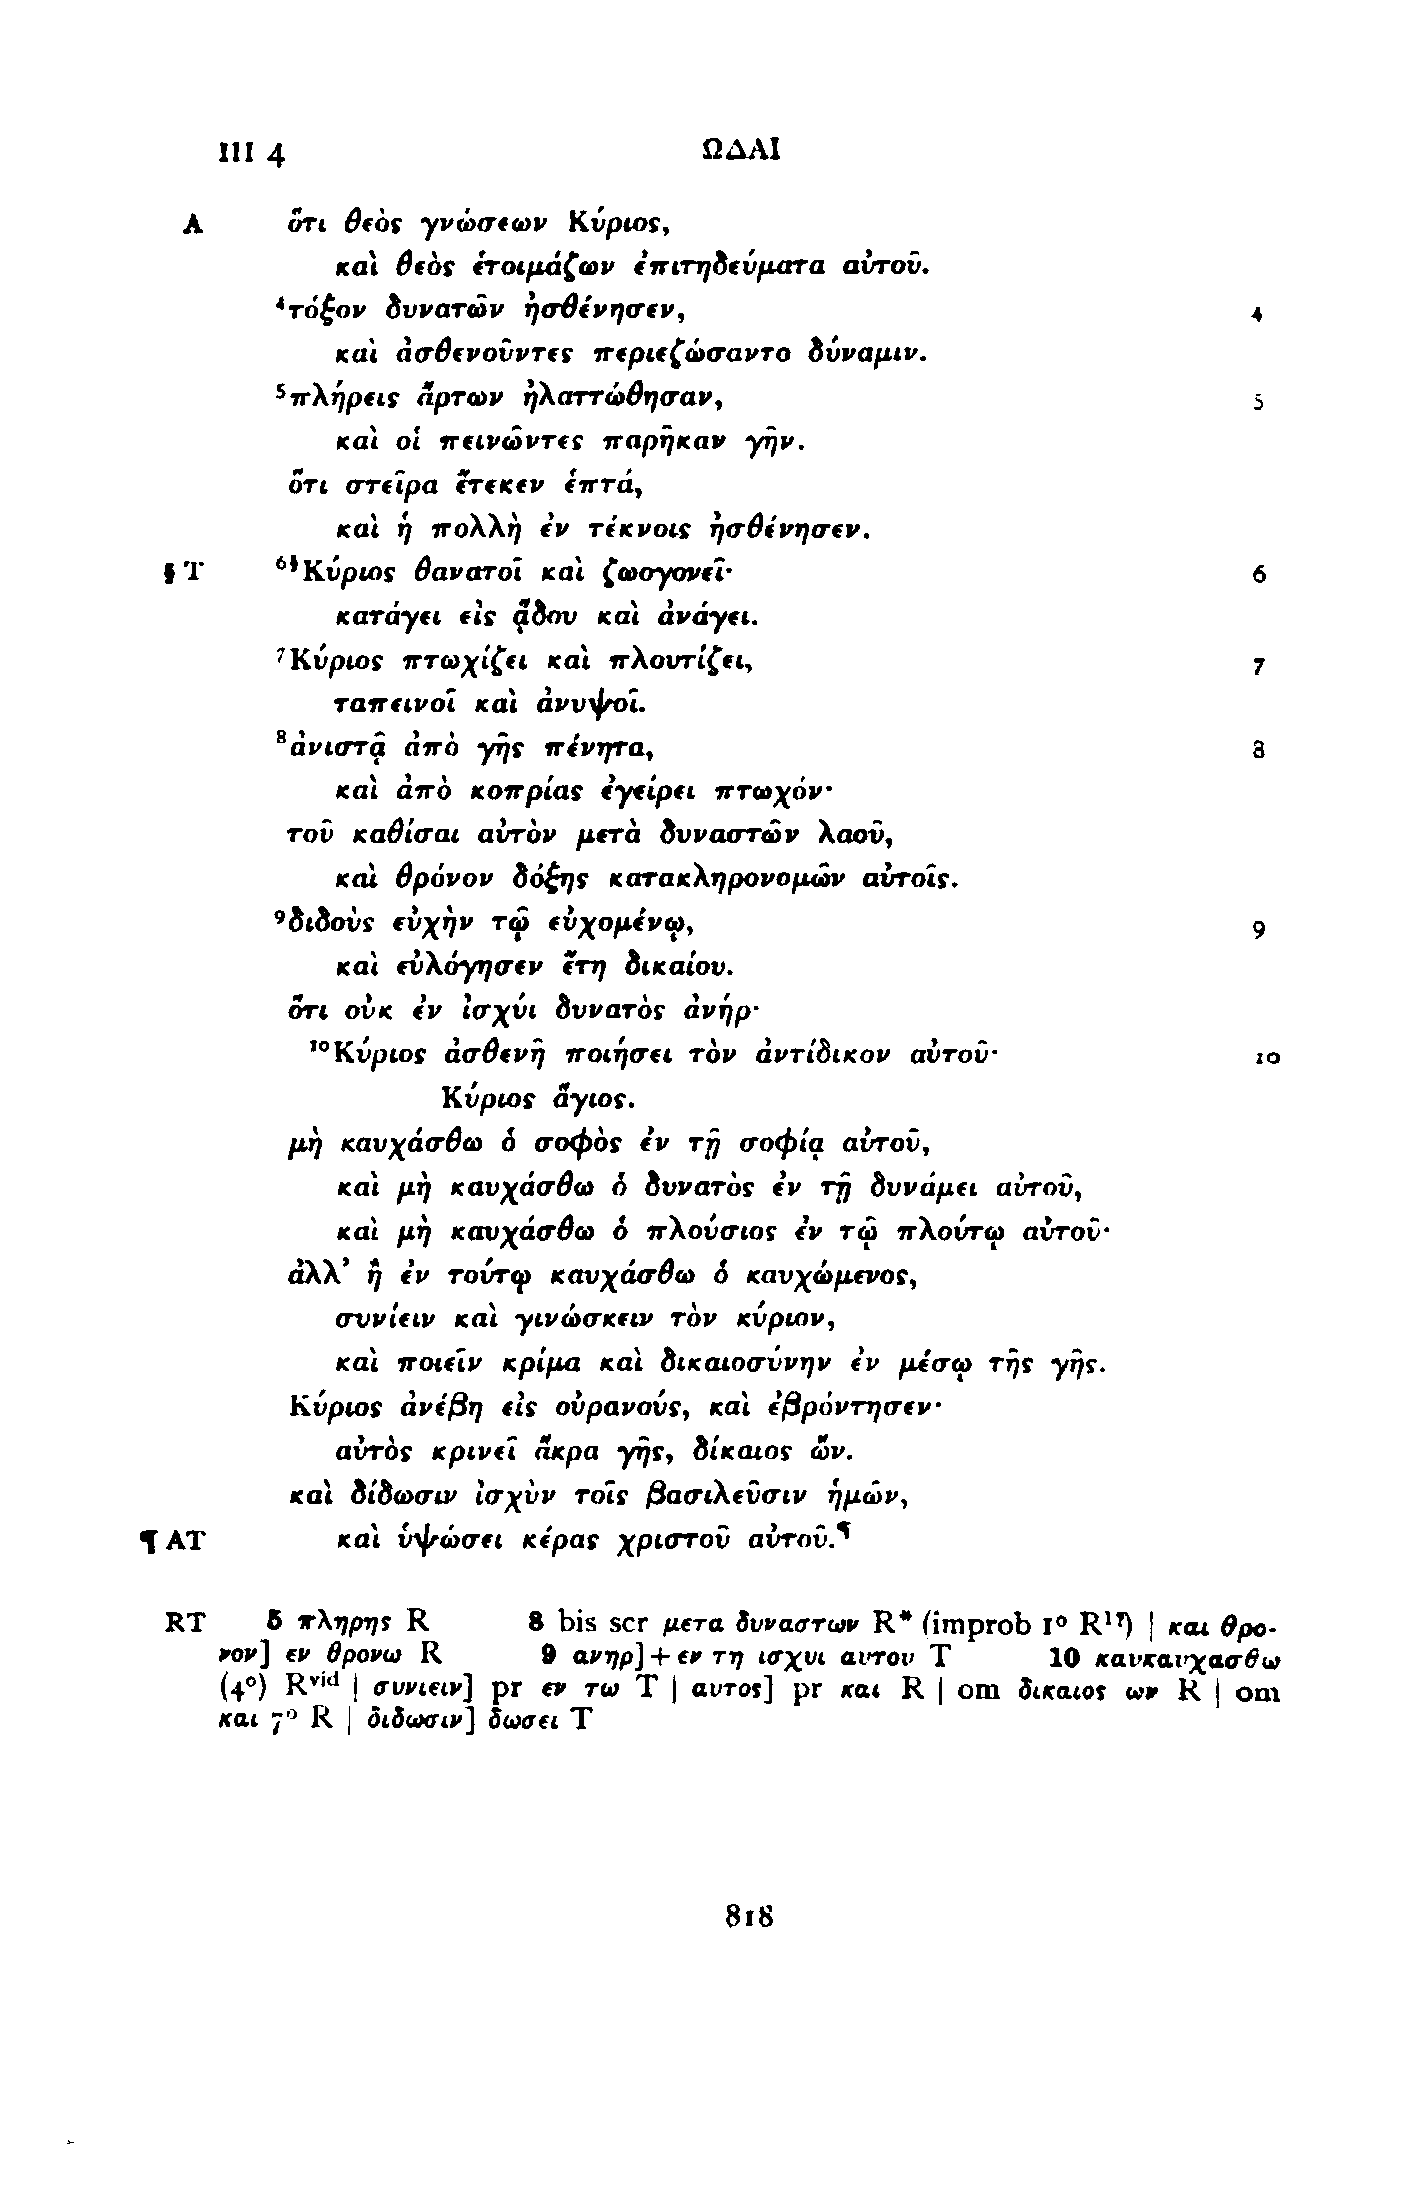 III 4 ΩΔΑΙ
Α ὅτι θεὸς γνώσεων Κύριος,
καὶ θεὸς ἑτοιμάζων ἐπιτηδεύματα αὐτοῦ.
⁴τόξον δυνατῶν ἠσθένησεν, 4
καὶ ἀσθενοῦντες περιεζώσαντο δύναμιν.
⁵πλήρεις ἄρτων ἠλαττώθησαν, 5
καὶ οἱ πεινῶντες παρῆκαν γῆν.
ὅτι στεῖρα ἔτεκεν ἑπτά,
καὶ ἡ πολλὴ ἐν τέκνοις ἠσθένησεν.
§ Τ ⁶§Κύριος θανατοῖ καὶ ζωογονεῖ· 6
κατάγει εἰς ᾅδου καὶ ἀνάγει.
⁷Κύριος πτωχίζει καὶ πλουτίζει, 7
ταπεινοῖ καὶ ἀνυψοῖ.
⁸ἀνιστᾷ ἀπὸ γῆς πένητα, 8
καὶ ἀπὸ κοπρίας ἐγείρει πτωχόν·
τοῦ καθίσαι αὐτὸν μετὰ δυναστῶν λαοῦ,
καὶ θρόνον δόξης κατακληρονομῶν αὐτοῖς.
⁹διδοὺς εὐχὴν τῷ εὐχομένῳ, 9
καὶ εὐλόγησεν ἔτη δικαίου.
ὅτι οὐκ ἐν ἰσχύι δυνατὸς ἀνήρ·
¹⁰Κύριος ἀσθενῆ ποιήσει τὸν ἀντίδικον αὐτοῦ· 10
Κύριος ἅγιος.
μὴ καυχάσθω ὁ σοφὸς ἐν τῇ σοφίᾳ αὐτοῦ,
καὶ μὴ καυχάσθω ὁ δυνατὸς ἐν τῇ δυνάμει αὐτοῦ,
καὶ μὴ καυχάσθω ὁ πλούσιος ἐν τῷ πλούτῳ αὐτοῦ·
ἀλλ’ ἢ ἐν τούτῳ καυχάσθω ὁ καυχώμενος,
συνίειν καὶ γινώσκειν τὸν κύριον,
καὶ ποιεῖν κρίμα καὶ δικαιοσύνην ἐν μέσῳ τῆς γῆς.
Κύριος ἀνέβη εἰς οὐρανούς, καὶ ἐβρόντησεν·
αὐτὸς κρινεῖ ἄκρα γῆς, δίκαιος ὤν.
καὶ δίδωσιν ἰσχὺν τοῖς βασιλεῦσιν ἡμῶν,
¶ ΑΤ καὶ ὑψώσει κέρας χριστοῦ αὐτοῦ.¶
RT 5 πληρης R 8 bis scr μετα δυναστων R* (improb 1° R¹⁷) | και θρο-
νον] εν θρονω R 9 ανηρ]+εν τη ισχυι αυτου T 10 καυκαυχασθω
(4°) Rᵛⁱᵈ | συνιειν] pr εν τω T | αυτος] pr και R | om δικαιος ων R | om
και 7° R | διδωσιν] δωσει T
818